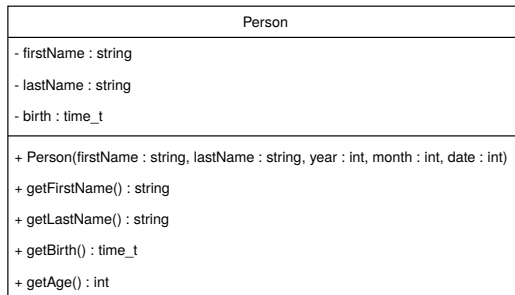 Person
- firstName : string
- lastName : string
- birth : time_t
+ Person(firstName : string, lastName : string, year : int, month : int, date : int)
+ getFirstName() : string
+ getLastName() : string
+ getBirth() : time_t
+ getAge() : int